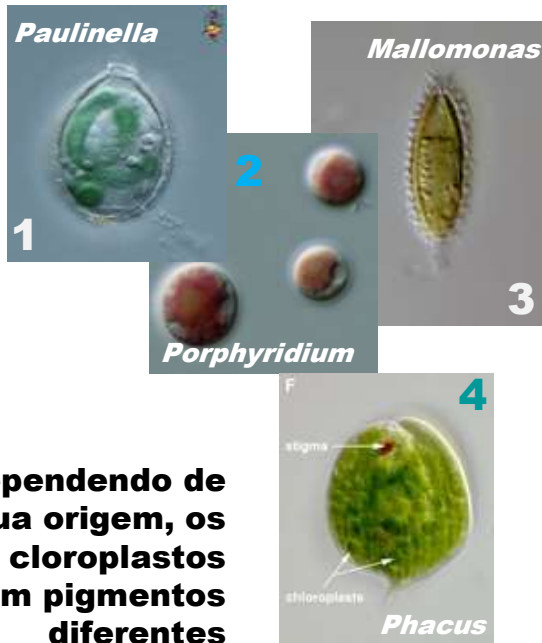 Paulinella
1
2
Porphyridium
Mallomonas
3
F
4
stigma
chloroplasts
Phacus
pendendo de
ua origem, os
cloroplastos
m pigmentos
diferentes